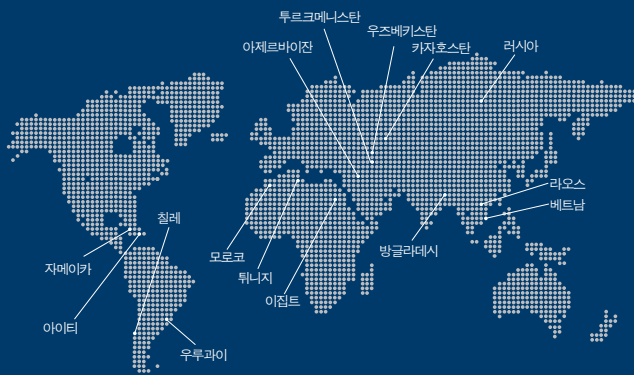 투르크메니스탄
우즈베키스탄
아제르바이잔
카자흐스탄
러시아
라오스
베트남
칠레
모로코
방글라데시
자메이카
튀니지
이집트
아이티
우루과이